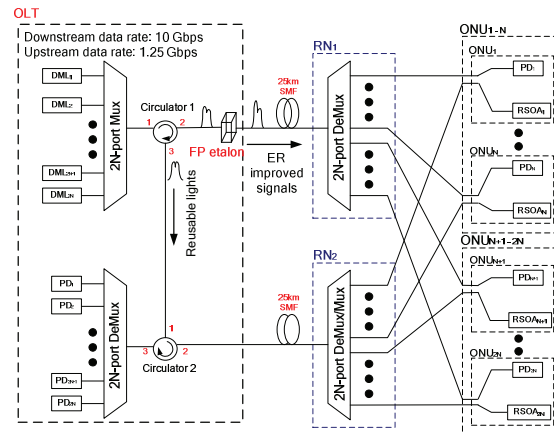 OLT
Downstream data rate: 10 Gbps
Upstream data rate: 1.25 Gbps
DML1
DML2
DML2N-1
DML2N
2N-port Mux
Circulator 1
1
2
3
FP etalon
25km
SMF
ER
improved
signals
Reusable lights
RN1
2N-port DeMux
ONU1-N
ONU1
PD1
RSOA1
ONUN
PDN
RSOAN
ONUN+1-2N
ONUN+1
PDN+1
RSOAN+1
ONU2N
PD2N
RSOA2N
PD1
PD2
PD2N-1
PD2N
2N-port DeMux
1
3
2
Circulator 2
25km
SMF
RN2
2N-port DeMux/Mux